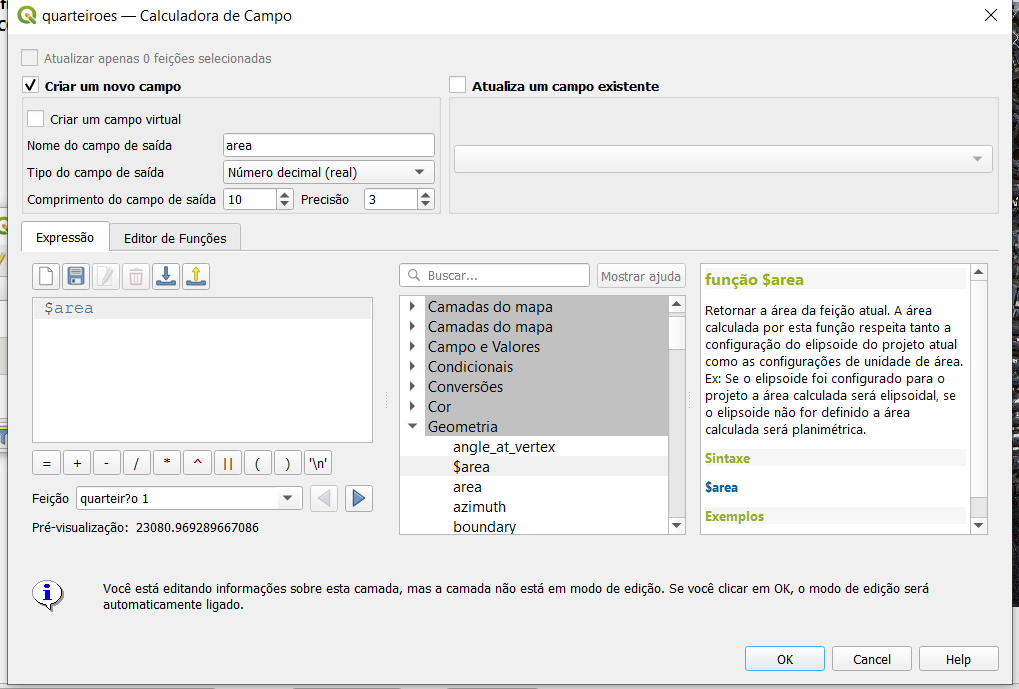 quarteiroes — Calculadora de Campo
Atualizar apenas 0 feições selecionadas
Criar um novo campo
Atualiza um campo existente
Criar um campo virtual
Nome do campo de saída
area
Tipo do campo de saída
Número decimal (real)
Comprimento do campo de saída
10
Precisão
3
Expressão
Editor de Funções
$area
=
+
-
/
*
^
||
(
)
'\n'
Feição
quarteir?o 1
Pré-visualização: 23080.969289667086
Buscar...
Mostrar ajuda
Camadas do mapa
Camadas do mapa
Campo e Valores
Condicionais
Conversões
Cor
Geometria
angle_at_vertex
$area
area
azimuth
boundary
função $area
Retornar a área da feição atual. A área
calculada por esta função respeita tanto a
configuração do elipsoide do projeto atual
como as configurações de unidade de área.
Ex: Se o elipsoide foi configurado para o
projeto a área calculada será elipsoidal, se
o elipsoide não for definido a área
calculada será planimétrica.
Sintaxe
$area
Exemplos
Você está editando informações sobre esta camada, mas a camada não está em modo de edição. Se você clicar em OK, o modo de edição será
automaticamente ligado.
OK
Cancel
Help